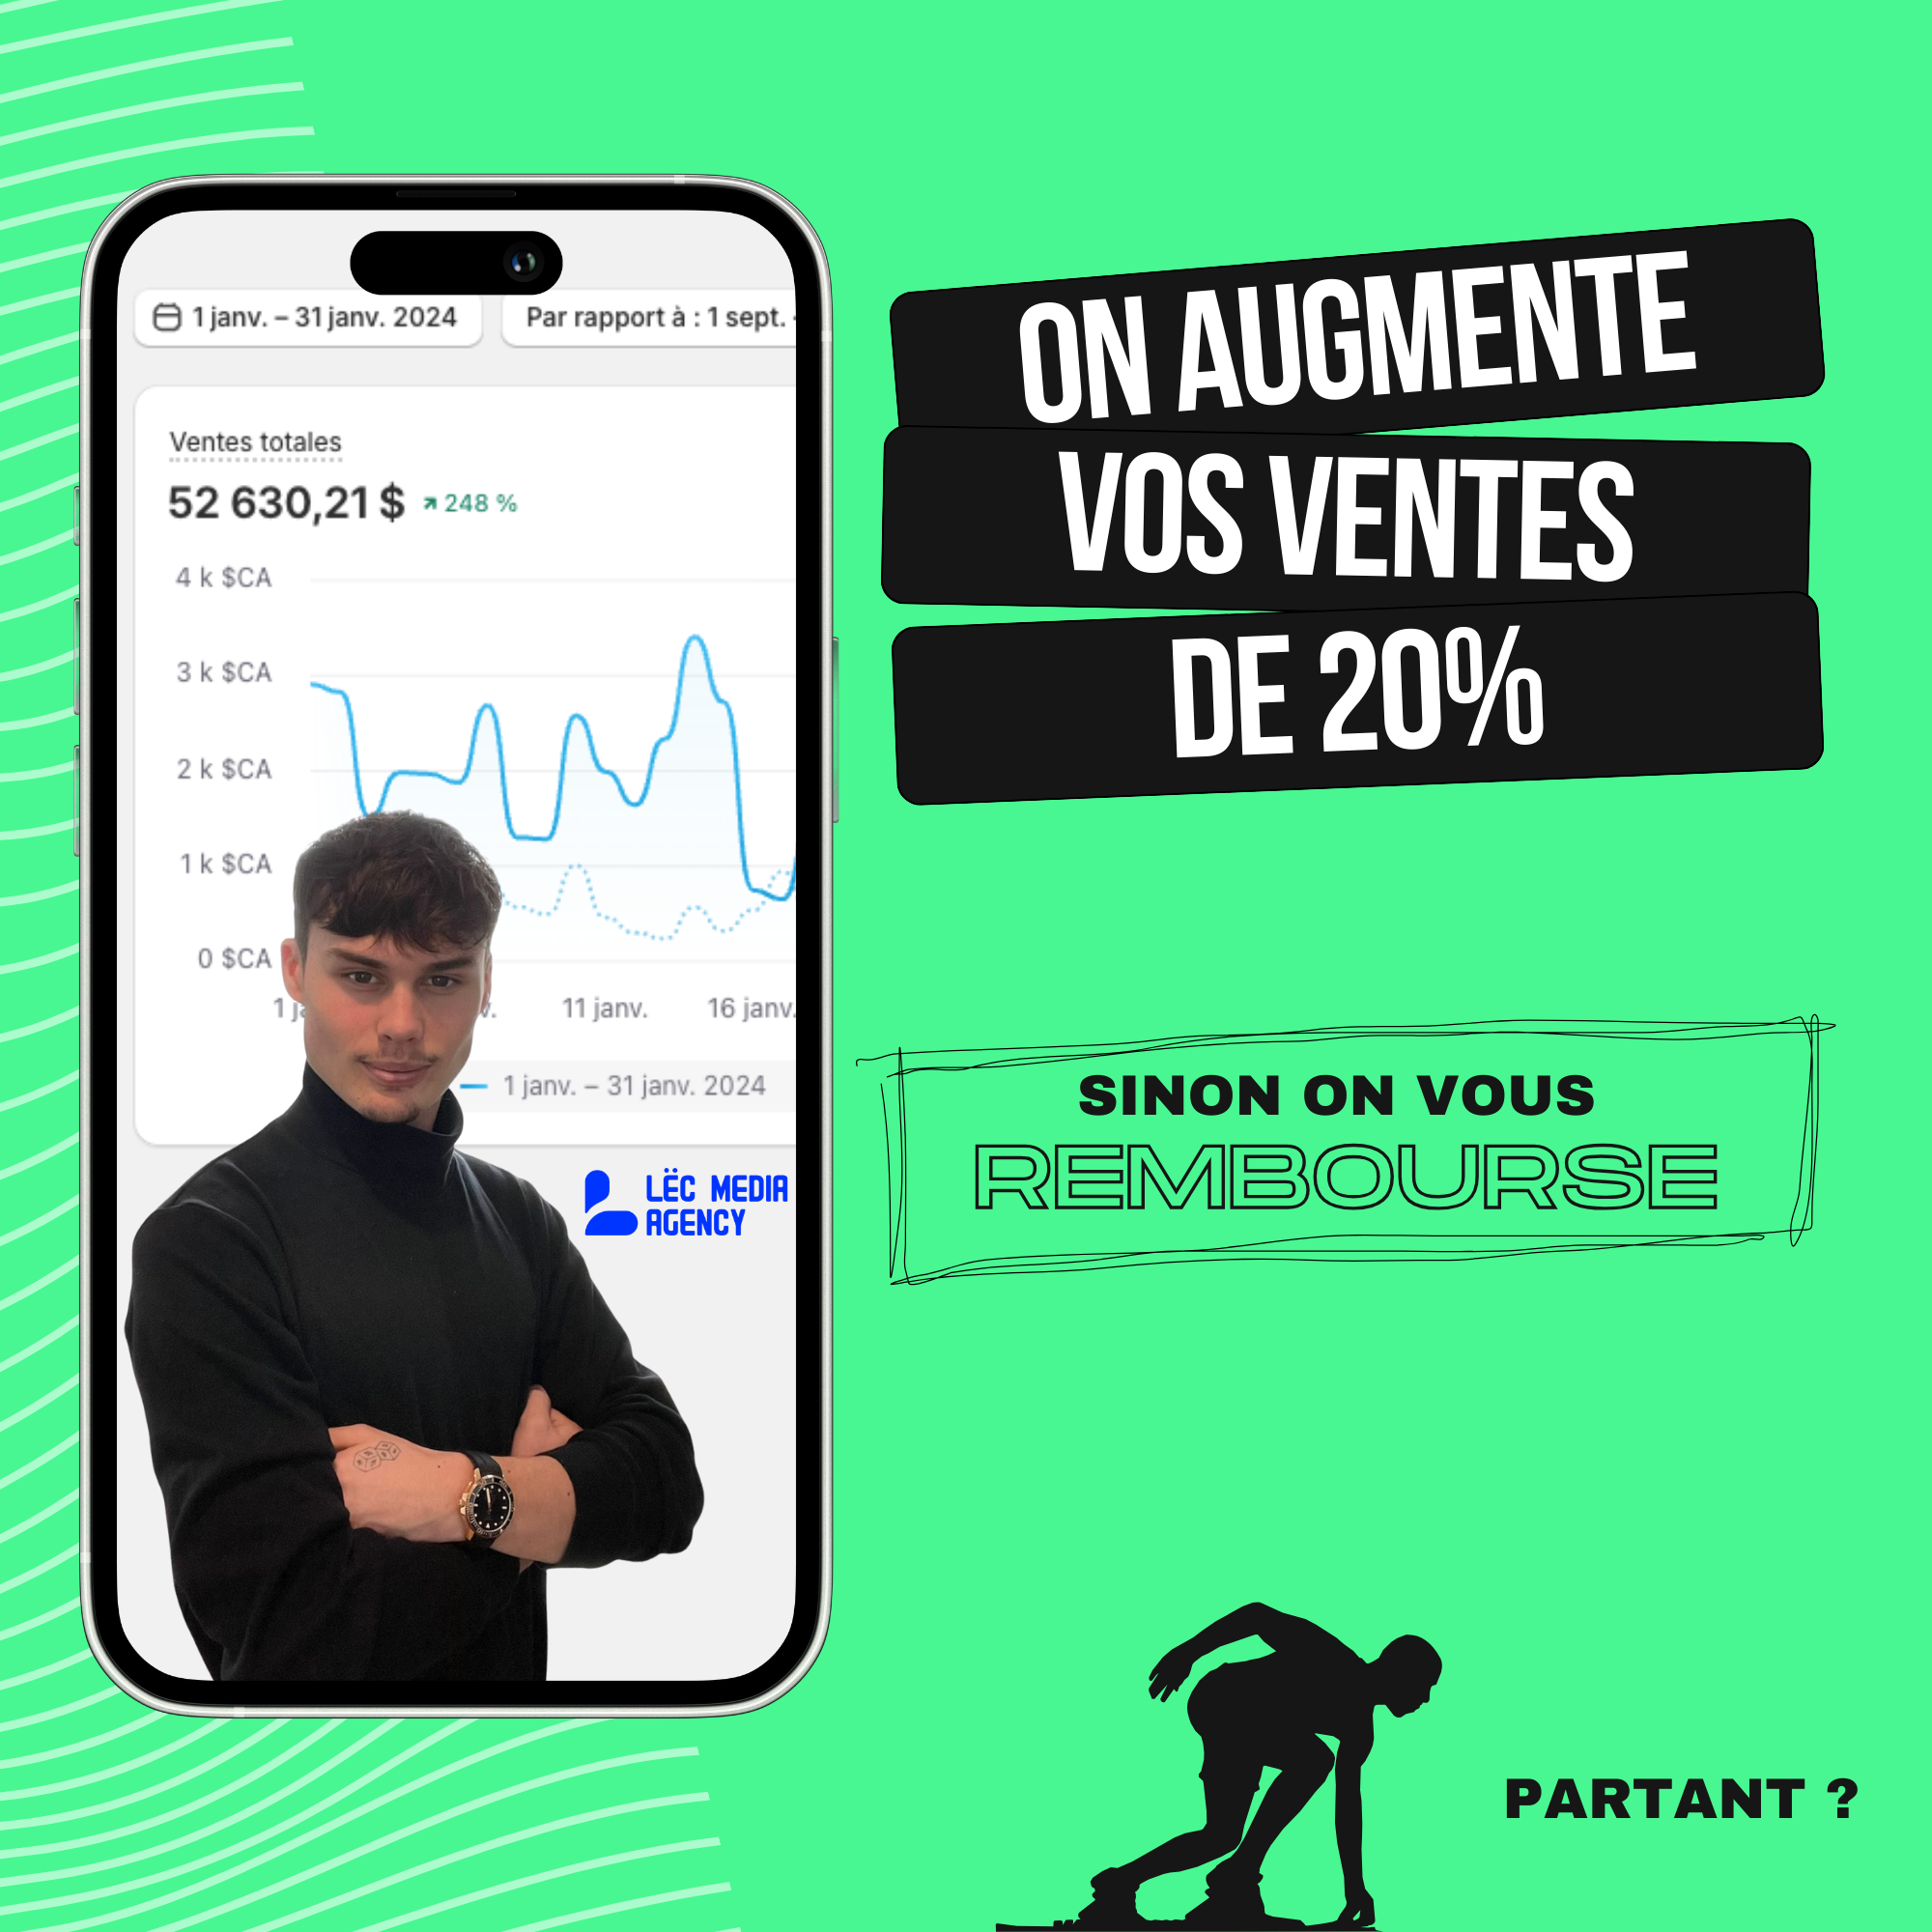 1 janv. – 31 janv. 2024
Par rapport à : 1 sept.
Ventes totales
52 630,21 $ ↗ 248 %
4 k $CA
3 k $CA
2 k $CA
1 k $CA
0 $CA
11 janv.
16 janv.
1 janv. – 31 janv. 2024
LËC MEDIA
AGENCY
ON AUGMENTE
VOS VENTES
DE 20%
SINON ON VOUS
REMBOURSE
PARTANT ?